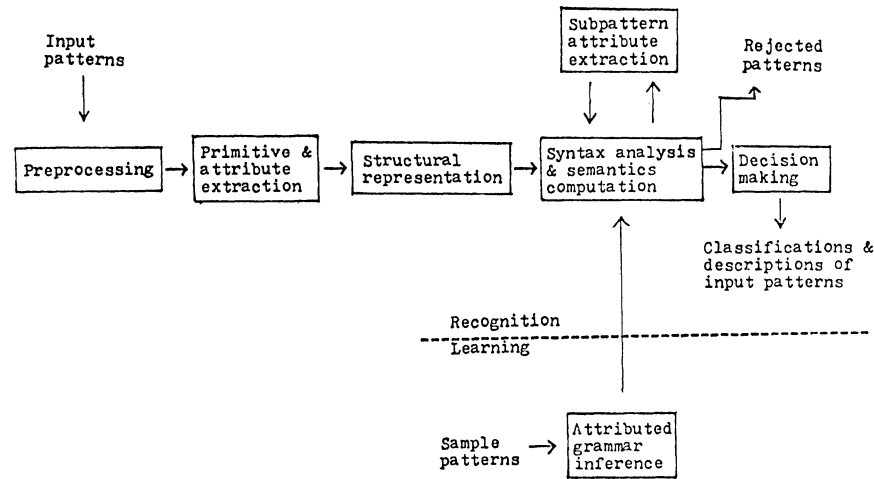 Input
patterns
Subpattern
attribute
extraction
Rejected
patterns
Preprocessing
Primitive &
attribute
extraction
Structural
representation
Syntax analysis
& semantics
computation
Decision
making
Classifications &
descriptions of
input patterns
Recognition
Learning
Sample
patterns
Attributed
grammar
inference